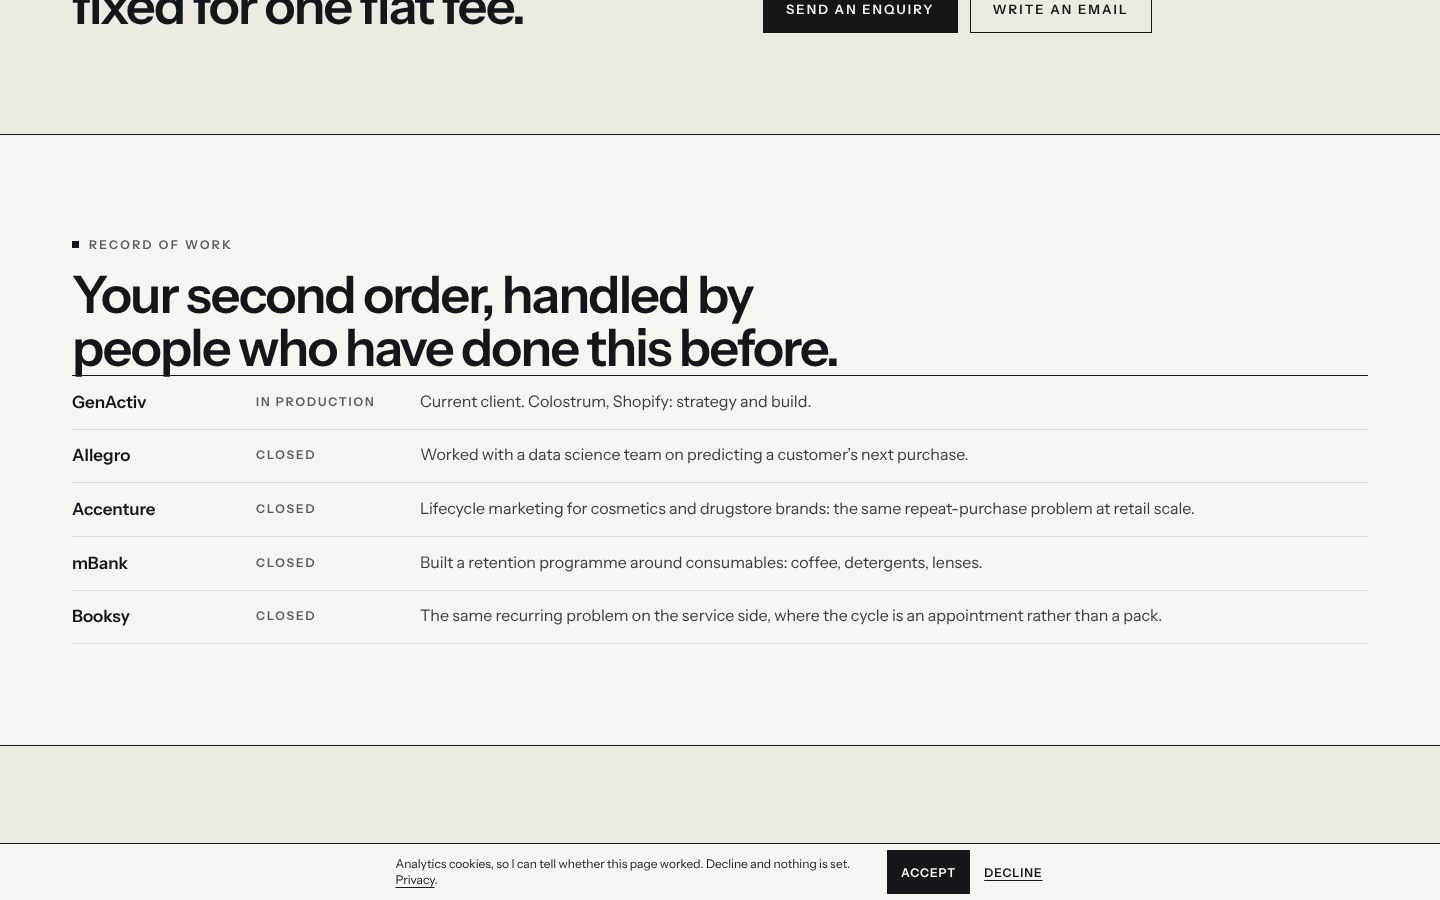 fixed for one flat fee.
SEND AN ENQUIRY
WRITE AN EMAIL
RECORD OF WORK
Your second order, handled by
people who have done this before.
GenActiv IN PRODUCTION Current client. Colostrum, Shopify: strategy and build.
Allegro CLOSED Worked with a data science team on predicting a customer’s next purchase.
Accenture CLOSED Lifecycle marketing for cosmetics and drugstore brands: the same repeat-purchase problem at retail scale.
mBank CLOSED Built a retention programme around consumables: coffee, detergents, lenses.
Booksy CLOSED The same recurring problem on the service side, where the cycle is an appointment rather than a pack.
Analytics cookies, so I can tell whether this page worked. Decline and nothing is set.
Privacy.
ACCEPT
DECLINE